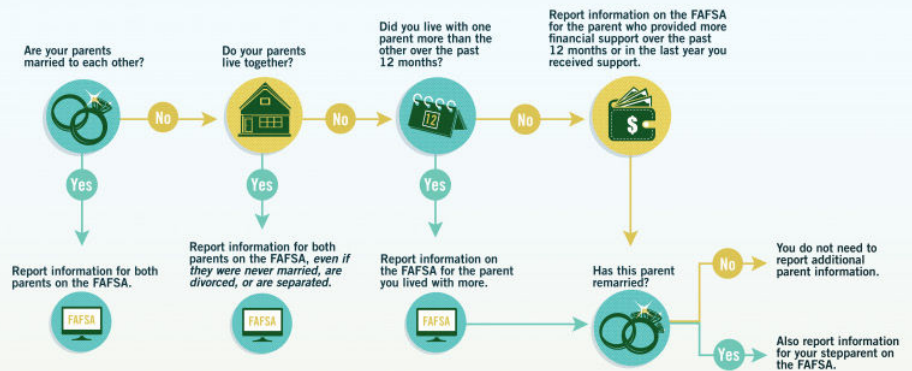 Are your parents
married to each other?
No
Yes
Report information for both
parents on the FAFSA.
FAFSA
Do your parents
live together?
No
Yes
Report information for both
parents on the FAFSA, even if
they were never married, are
divorced, or are separated.
FAFSA
Did you live with one
parent more than the
other over the past
12 months?
12
No
Yes
Report information on
the FAFSA for the parent
you lived with more.
FAFSA
Report information on the FAFSA
for the parent who provided more
financial support over the past
12 months or in the last year you
received support.
$
Has this parent
remarried?
No
You do not need to
report additional
parent information.
Yes
Also report information
for your stepparent on
the FAFSA.